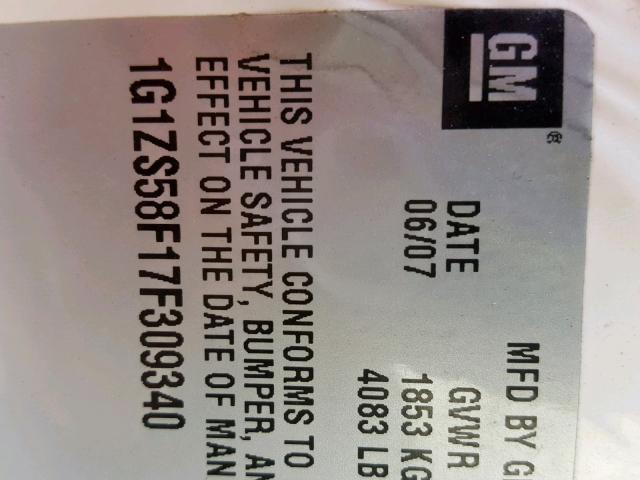 GM®
MFD BY G
DATE GVWR
06/07 1853 KG
4083 LB
THIS VEHICLE CONFORMS TO
VEHICLE SAFETY, BUMPER, AN
EFFECT ON THE DATE OF MAN
1G1ZS58F17F309340